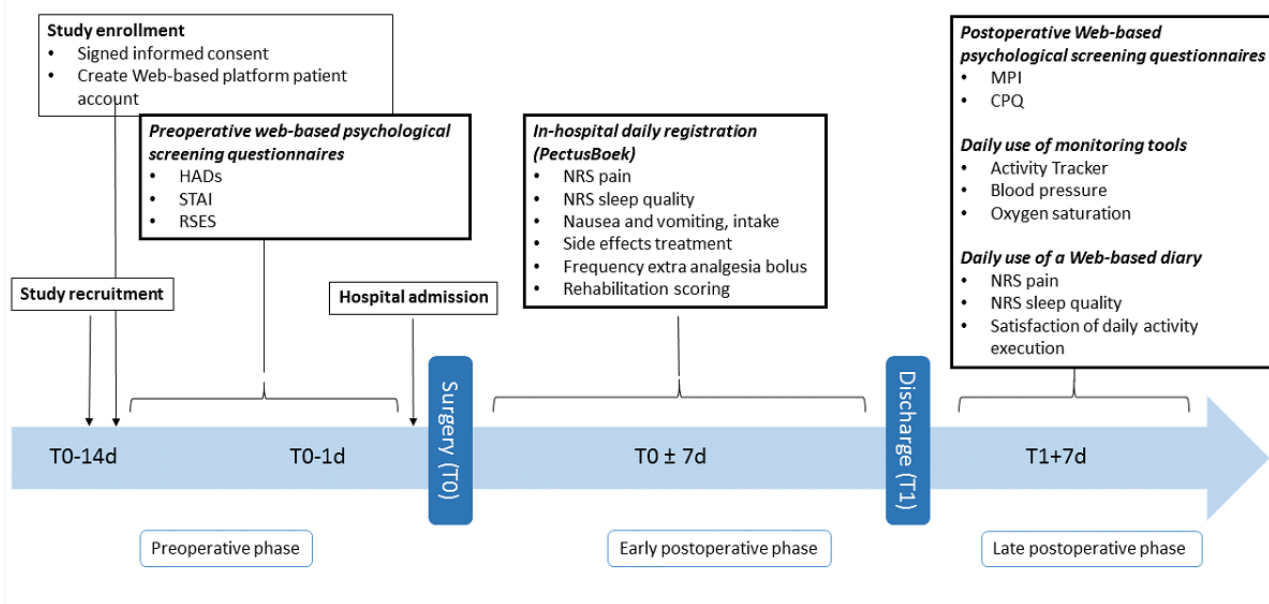 Study enrollment
• Signed informed consent
• Create Web-based platform patient
account
Preoperative web-based psychological
screening questionnaires
• HADs
• STAI
• RSES
Study recruitment
Hospital admission
In-hospital daily registration
(PectusBoek)
• NRS pain
• NRS sleep quality
• Nausea and vomiting, intake
• Side effects treatment
• Frequency extra analgesia bolus
• Rehabilitation scoring
Postoperative Web-based
psychological screening questionnaires
• MPI
• CPQ
Daily use of monitoring tools
• Activity Tracker
• Blood pressure
• Oxygen saturation
Daily use of a Web-based diary
• NRS pain
• NRS sleep quality
• Satisfaction of daily activity
execution
T0-14d
T0-1d
Surgery (T0)
T0 ± 7d
Discharge (T1)
T1+7d
Preoperative phase
Early postoperative phase
Late postoperative phase